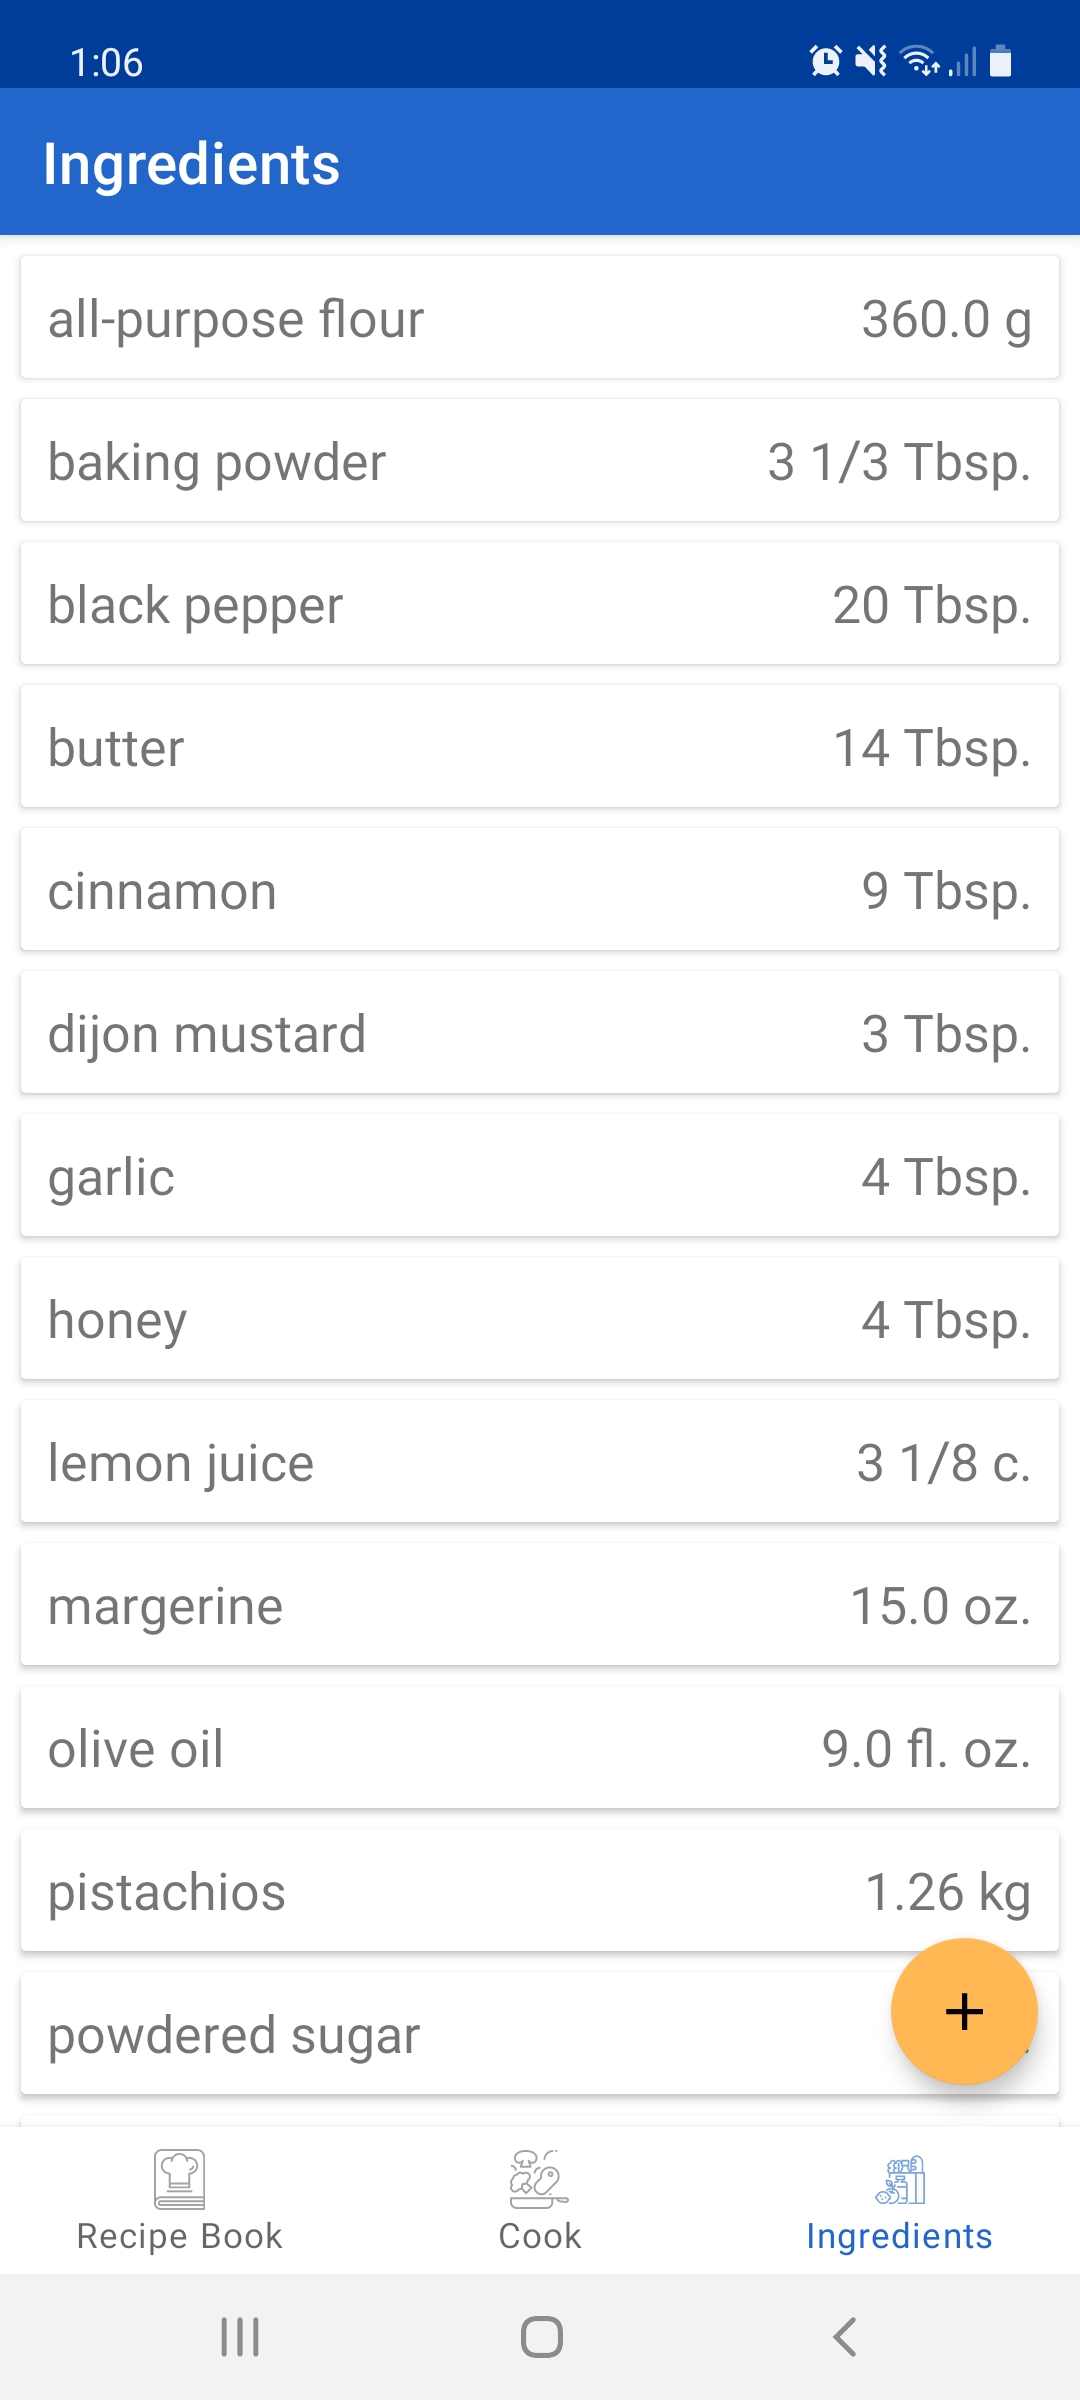 1:06
Ingredients
all-purpose flour 360.0 g
baking powder 3 1/3 Tbsp.
black pepper 20 Tbsp.
butter 14 Tbsp.
cinnamon 9 Tbsp.
dijon mustard 3 Tbsp.
garlic 4 Tbsp.
honey 4 Tbsp.
lemon juice 3 1/8 c.
margerine 15.0 oz.
olive oil 9.0 fl. oz.
pistachios 1.26 kg
powdered sugar
+
Recipe Book Cook Ingredients